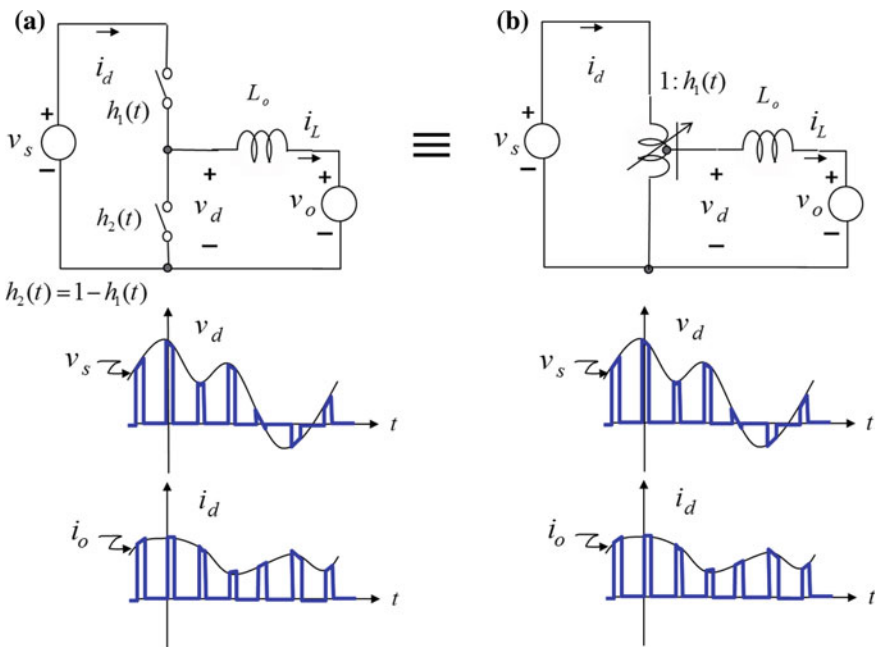 (a)
i_d
h_1(t)
L_o
i_L
+
v_s
−
+
v_d
−
+
v_o
−
h_2(t)
h_2(t) = 1 − h_1(t)
≡
(b)
i_d
1: h_1(t)
L_o
i_L
+
v_s
−
+
v_d
−
+
v_o
−
v_d
v_s
t
i_d
i_o
t
v_d
v_s
t
i_d
i_o
t